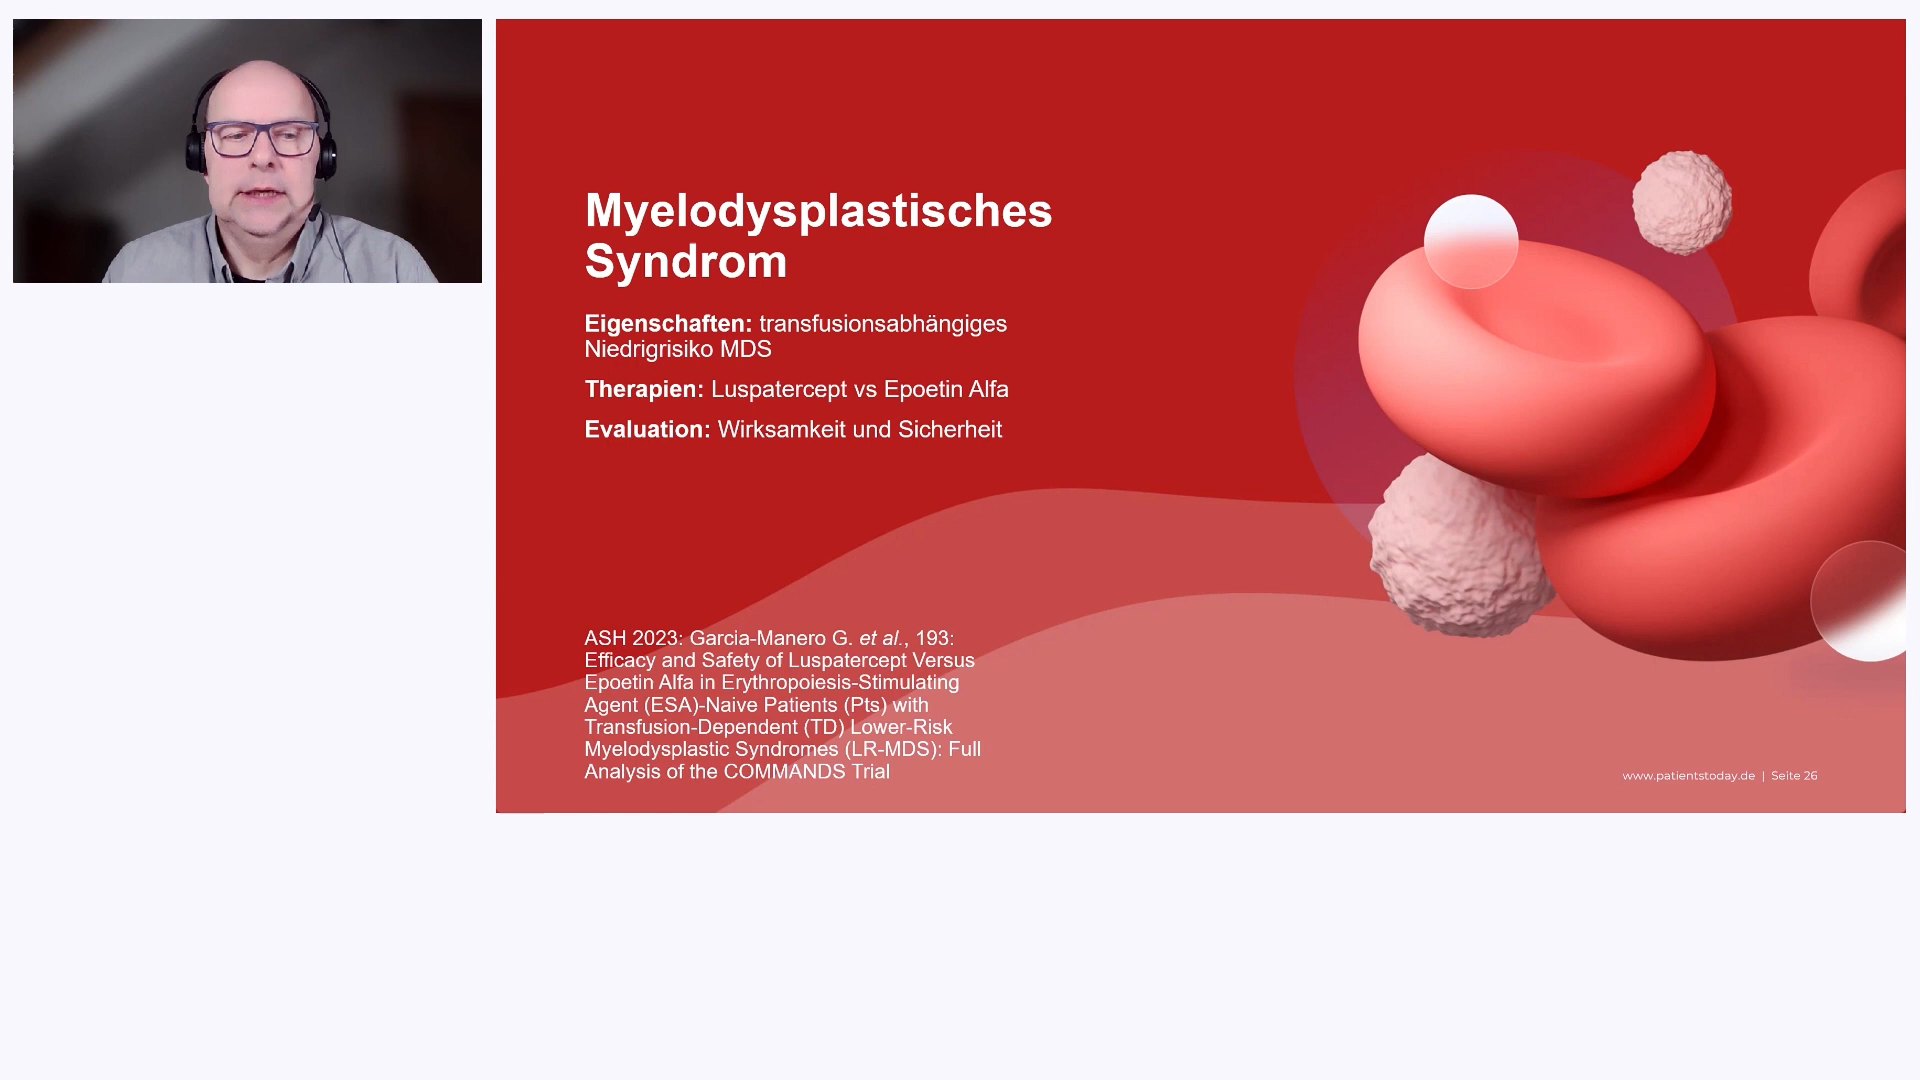 Myelodysplastisches
Syndrom
Eigenschaften: transfusionsabhängiges
Niedrigrisiko MDS
Therapien: Luspatercept vs Epoetin Alfa
Evaluation: Wirksamkeit und Sicherheit
ASH 2023: Garcia-Manero G. et al., 193:
Efficacy and Safety of Luspatercept Versus
Epoetin Alfa in Erythropoiesis-Stimulating
Agent (ESA)-Naive Patients (Pts) with
Transfusion-Dependent (TD) Lower-Risk
Myelodysplastic Syndromes (LR-MDS): Full
Analysis of the COMMANDS Trial
www.patientstoday.de | Seite 26